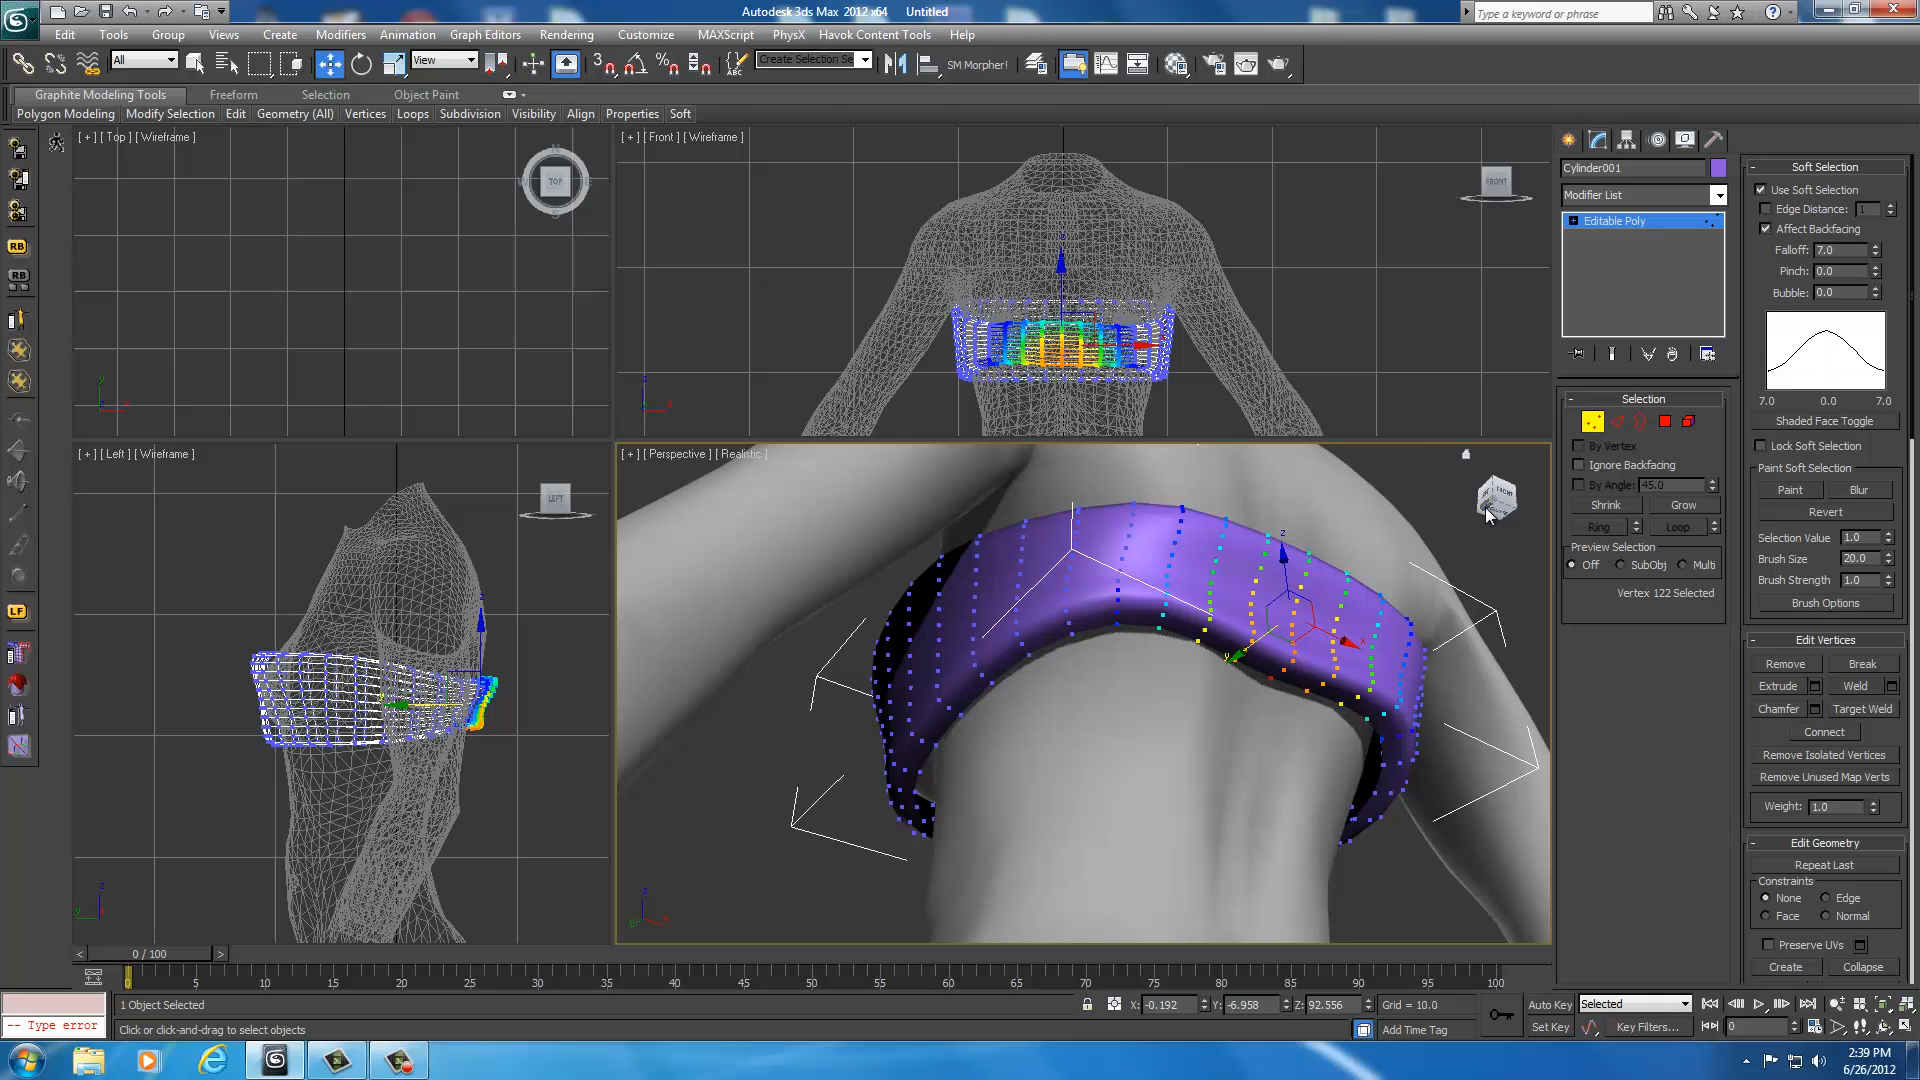 Autodesk 3ds Max 2012 x64 Untitled
Type a keyword or phrase
Edit Tools Group Views Create Modifiers Animation Graph Editors Rendering Customize MAXScript PhysX Havok Content Tools Help
All
View
3
Create Selection Se
SM Morpher!
Graphite Modeling Tools Freeform Selection Object Paint
Polygon Modeling Modify Selection Edit Geometry (All) Vertices Loops Subdivision Visibility Align Properties Soft
[ + ] [ Top ] [ Wireframe ]
TOP
[ + ] [ Front ] [ Wireframe ]
FRONT
[ + ] [ Left ] [ Wireframe ]
LEFT
[ + ] [ Perspective ] [ Realistic ]
FRONT
RB
RB
LF
Cylinder001
Modifier List
Editable Poly
Selection
By Vertex
Ignore Backfacing
By Angle: 45.0
Shrink Grow
Ring Loop
Preview Selection
Off SubObj Multi
Vertex 122 Selected
Soft Selection
Use Soft Selection
Edge Distance: 1
Affect Backfacing
Falloff: 7.0
Pinch: 0.0
Bubble: 0.0
7.0 0.0 7.0
Shaded Face Toggle
Lock Soft Selection
Paint Soft Selection
Paint Blur
Revert
Selection Value 1.0
Brush Size 20.0
Brush Strength 1.0
Brush Options
Edit Vertices
Remove Break
Extrude Weld
Chamfer Target Weld
Connect
Remove Isolated Vertices
Remove Unused Map Verts
Weight: 1.0
Edit Geometry
Repeat Last
Constraints
None Edge
Face Normal
Preserve UVs
Create Collapse
< 0 / 100 >
0 5 10 15 20 25 30 35 40 45 50 55 60 65 70 75 80 85 90 95 100
1 Object Selected
X: -0.192 Y: -6.958 Z: 92.556 Grid = 10.0
Auto Key Selected
-- Type error
Click or click-and-drag to select objects
Add Time Tag
Set Key Key Filters... 0
2:39 PM
6/26/2012